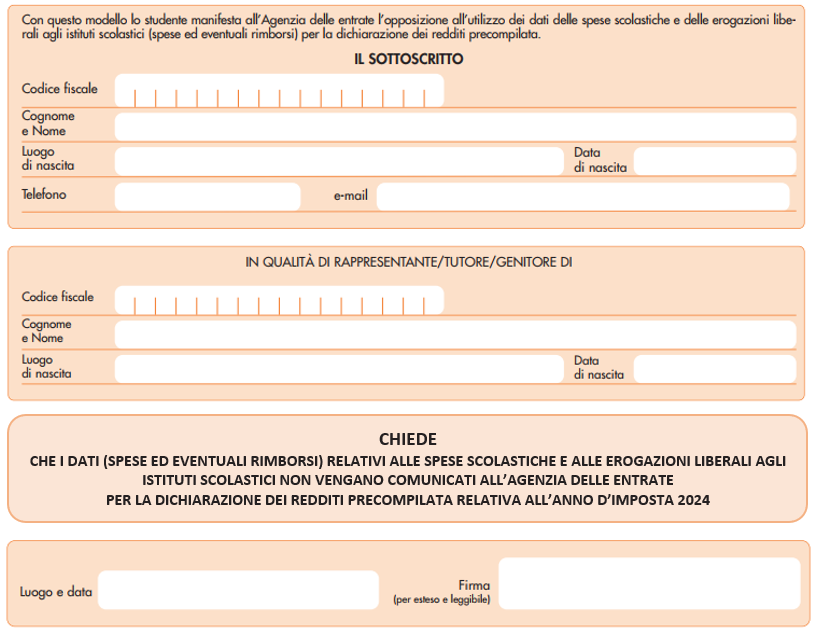 Con questo modello lo studente manifesta all'Agenzia delle entrate l'opposizione all'utilizzo dei dati delle spese scolastiche e delle erogazioni libe-
rali agli istituti scolastici (spese ed eventuali rimborsi) per la dichiarazione dei redditi precompilata.
IL SOTTOSCRITTO
Codice fiscale
Cognome
e Nome
Luogo
di nascita
Data
di nascita
Telefono
e-mail
IN QUALITÀ DI RAPPRESENTANTE/TUTORE/GENITORE DI
Codice fiscale
Cognome
e Nome
Luogo
di nascita
Data
di nascita
CHIEDE
CHE I DATI (SPESE ED EVENTUALI RIMBORSI) RELATIVI ALLE SPESE SCOLASTICHE E ALLE EROGAZIONI LIBERALI AGLI
ISTITUTI SCOLASTICI NON VENGANO COMUNICATI ALL'AGENZIA DELLE ENTRATE
PER LA DICHIARAZIONE DEI REDDITI PRECOMPILATA RELATIVA ALL'ANNO D'IMPOSTA 2024
Luogo e data
Firma
(per esteso e leggibile)